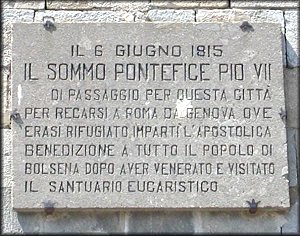 IL 6 GIUGNO 1815
IL SOMMO PONTEFICE PIO VII
DI PASSAGGIO PER QUESTA CITTÀ
PER RECARSI A ROMA DA GENOVA OVE
ERASI RIFUGIATO IMPARTÌ L'APOSTOLICA
BENEDIZIONE A TUTTO IL POPOLO DI
BOLSENA DOPO AVER VENERATO E VISITATO
IL SANTUARIO EUCARISTICO